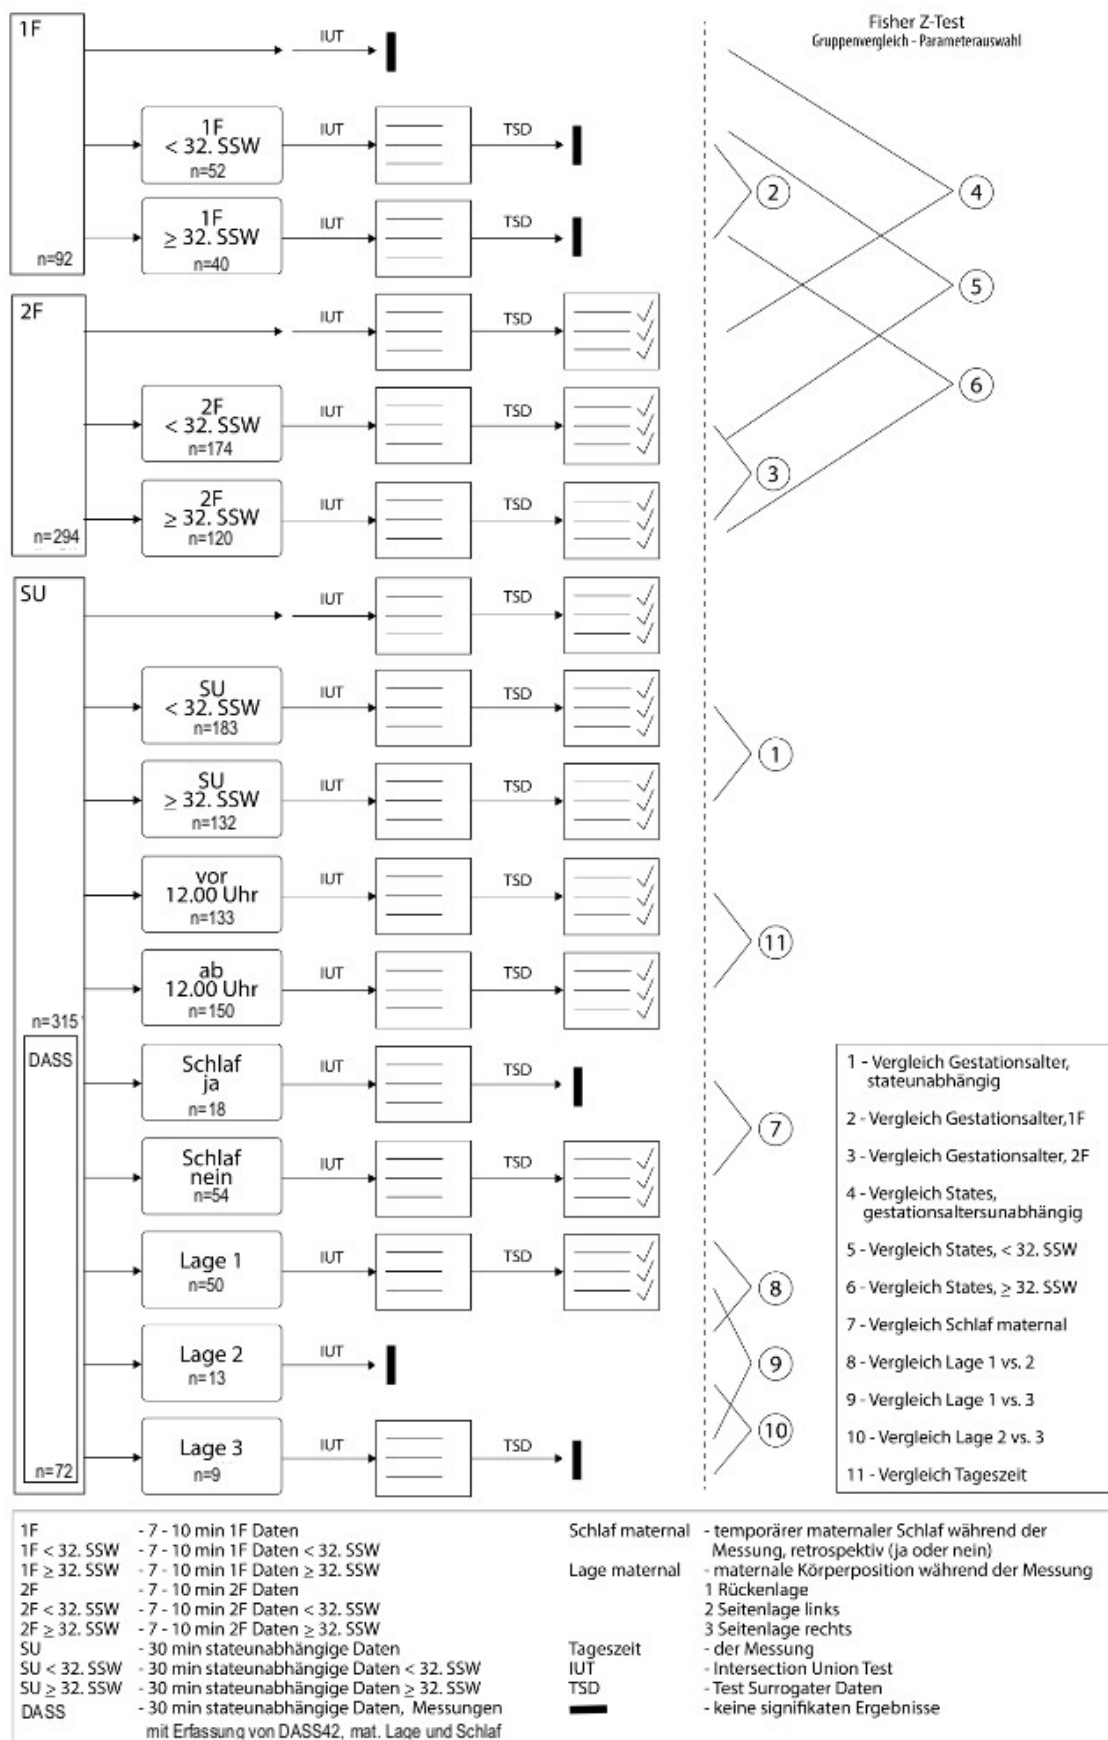 Fisher Z-Test
Gruppenvergleich - Parameterauswahl
1F
IUT
1F
< 32. SSW
n=52
IUT
TSD
1F
≥ 32. SSW
n=40
IUT
TSD
n=92
2
4
5
6
3
2F
IUT
TSD
2F
< 32. SSW
n=174
IUT
TSD
2F
≥ 32. SSW
n=120
IUT
TSD
n=294
SU
IUT
TSD
SU
< 32. SSW
n=183
IUT
TSD
SU
≥ 32. SSW
n=132
IUT
TSD
1
vor
12.00 Uhr
n=133
IUT
TSD
ab
12.00 Uhr
n=150
IUT
TSD
11
n=315
DASS
Schlaf
ja
n=18
IUT
TSD
Schlaf
nein
n=54
IUT
TSD
7
Lage 1
n=50
IUT
TSD
8
Lage 2
n=13
IUT
9
Lage 3
n=9
IUT
TSD
10
n=72
1 - Vergleich Gestationsalter,
stateunabhängig
2 - Vergleich Gestationsalter,1F
3 - Vergleich Gestationsalter, 2F
4 - Vergleich States,
gestationsaltersunabhängig
5 - Vergleich States, < 32. SSW
6 - Vergleich States, ≥ 32. SSW
7 - Vergleich Schlaf maternal
8 - Vergleich Lage 1 vs. 2
9 - Vergleich Lage 1 vs. 3
10 - Vergleich Lage 2 vs. 3
11 - Vergleich Tageszeit
1F - 7 - 10 min 1F Daten
1F < 32. SSW - 7 - 10 min 1F Daten < 32. SSW
1F ≥ 32. SSW - 7 - 10 min 1F Daten ≥ 32. SSW
2F - 7 - 10 min 2F Daten
2F < 32. SSW - 7 - 10 min 2F Daten < 32. SSW
2F ≥ 32. SSW - 7 - 10 min 2F Daten ≥ 32. SSW
SU - 30 min stateunabhängige Daten
SU < 32. SSW - 30 min stateunabhängige Daten < 32. SSW
SU ≥ 32. SSW - 30 min stateunabhängige Daten ≥ 32. SSW
DASS - 30 min stateunabhängige Daten, Messungen
mit Erfassung von DASS42, mat. Lage und Schlaf
Schlaf maternal - temporärer maternaler Schlaf während der
Messung, retrospektiv (ja oder nein)
Lage maternal - maternale Körperposition während der Messung
1 Rückenlage
2 Seitenlage links
3 Seitenlage rechts
Tageszeit - der Messung
IUT - Intersection Union Test
TSD - Test Surrogater Daten
- keine signifikaten Ergebnisse